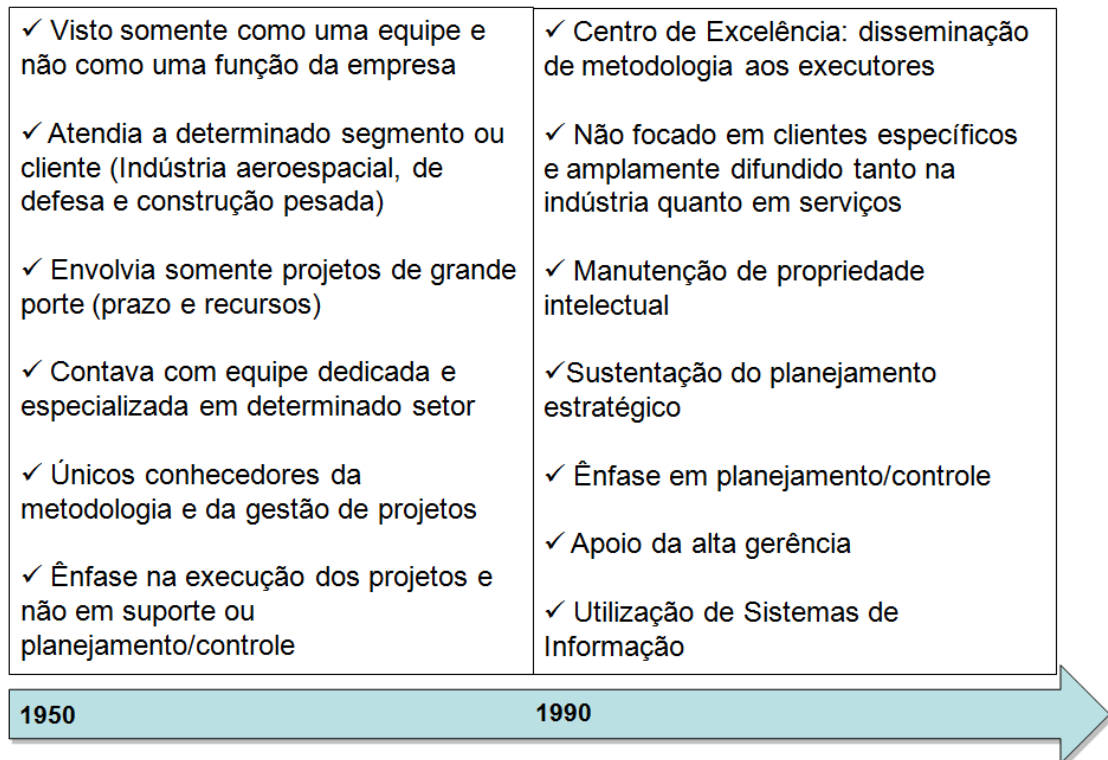 ✓ Visto somente como uma equipe e
não como uma função da empresa
✓ Atendia a determinado segmento ou
cliente (Indústria aeroespacial, de
defesa e construção pesada)
✓ Envolvia somente projetos de grande
porte (prazo e recursos)
✓ Contava com equipe dedicada e
especializada em determinado setor
✓ Únicos conhecedores da
metodologia e da gestão de projetos
✓ Ênfase na execução dos projetos e
não em suporte ou
planejamento/controle
✓ Centro de Excelência: disseminação
de metodologia aos executores
✓ Não focado em clientes específicos
e amplamente difundido tanto na
indústria quanto em serviços
✓ Manutenção de propriedade
intelectual
✓Sustentação do planejamento
estratégico
✓ Ênfase em planejamento/controle
✓ Apoio da alta gerência
✓ Utilização de Sistemas de
Informação
1950
1990